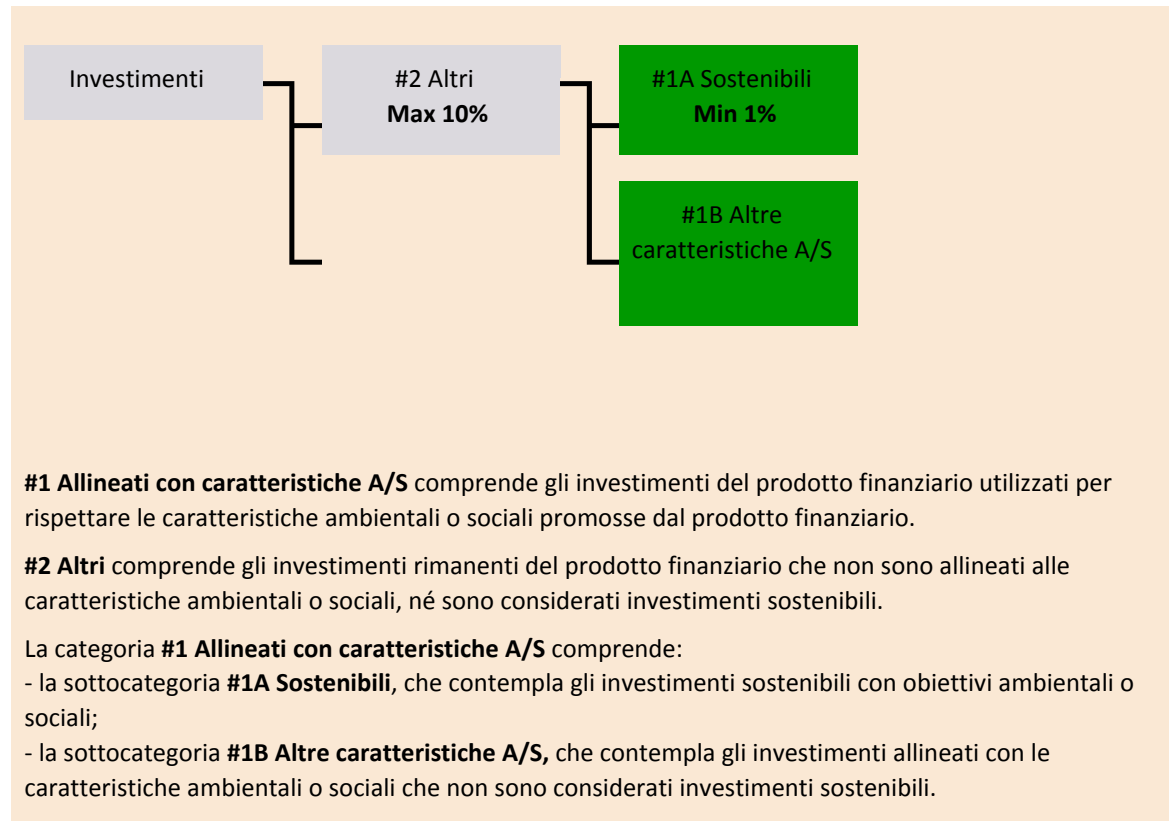 Investimenti
#2 Altri
Max 10%
#1A Sostenibili
Min 1%
#1B Altre
caratteristiche A/S
#1 Allineati con caratteristiche A/S comprende gli investimenti del prodotto finanziario utilizzati per
rispettare le caratteristiche ambientali o sociali promosse dal prodotto finanziario.
#2 Altri comprende gli investimenti rimanenti del prodotto finanziario che non sono allineati alle
caratteristiche ambientali o sociali, né sono considerati investimenti sostenibili.
La categoria #1 Allineati con caratteristiche A/S comprende:
- la sottocategoria #1A Sostenibili, che contempla gli investimenti sostenibili con obiettivi ambientali o
sociali;
- la sottocategoria #1B Altre caratteristiche A/S, che contempla gli investimenti allineati con le
caratteristiche ambientali o sociali che non sono considerati investimenti sostenibili.